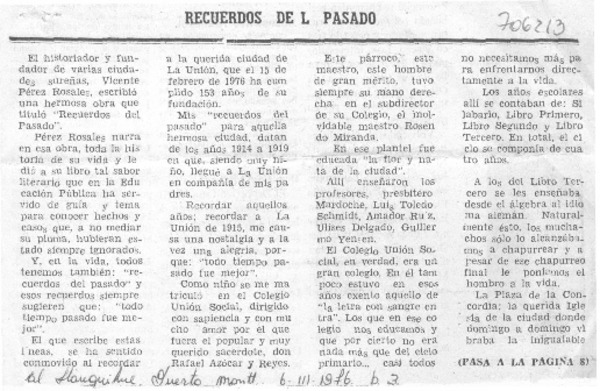 RECUERDOS DE L PASADO
706213
El historiador y fun-
dador de varias ciuda-
des sureñas, Vicente
Pérez Rosales, escribió
una hermosa obra que
tituló "Recuerdos del
Pasado".
Pérez Rosales narra
en esa obra, toda la his
toria de su vida y le
dió a su libro tal sabor
literario que en la Edu
cación Pública ha ser-
vido de guía y tema
para conocer hechos y
casos que, a no mediar
su pluma, hubieran es-
tado siempre ignorados.
Y, en la vida, todos
tenemos también: "re-
cuerdos del pasado" y
esos recuerdos siempre
sugieren que: "todo
tiempo pasado fue me-
jor".
El que escribe estas
líneas, se ha sentido
conmovido al recordar
a la querida ciudad de
La Unión, que el 15 de
febrero de 1976 ha cum
plido 153 años de su
fundación.
Mis "recuerdos del
pasado" para aquella
hermosa ciudad, datan
de los años 1914 a 1919
en que, siendo muy ni-
ño, llegué a La Unión
en compañía de mis pa
dres.
Recordar aquellos
años; recordar a La
Unión de 1915, me cau
sa una nostalgia y a la
vez una alegría, por-
que: "todo tiempo pasa
do fue mejor".
Como niño se me ma
triculó en el Colegio
Unión Social, dirigido
con sapiencia y con mu
cho amor por el que
fuera el popular y muy
querido sacerdote, don
Rafael Azócar y Reyes.
Este párroco, este
maestro, este hombre
de gran mérito, tuvo
siempre su mano dere-
cha en el subdirector
de su Colegio, el inol-
vidable maestro Rosen
do Miranda.
En ese plantel fue
educada "la flor y na-
ta de la ciudad".
Allí enseñaron los
profesores, presbítero
Mardoche, Luis Toledo
Schmidt, Amador Ruiz,
Ulises Delgado, Guiller
mo Yensen.
El Colegio Unión So-
cial, en verdad, era un
gran colegio. En él tam
poco estuvo en esos
años exento aquello de
"la letra con sangre en
tra". Los que en ese co
legio nos educamos y
que por cierto no era
nada más que del ciclo
primario... casi todos
no necesitamos más pa
ra enfrentarnos direc-
tamente a la vida.
Los años escolares
allí se contaban de: Si
labario, Libro Primero,
Libro Segundo y Libro
Tercero. En total, el ci
clo se componía de cua
tro años.
A los del Libro Ter-
cero se les enseñaba
desde el álgebra al idio
ma alemán. Natural-
mente ésto, los mucha-
chos sólo lo alcanzába
mos a chapurrear y a
pesar de ese chapurreo
final le poníamos el
hombre a la vida.
La Plaza de la Con-
cordia; la querida Igle
sia de la ciudad donde
domingo a domingo vi
braba la inigualable
(PASA A LA PAGINA 8)
El Llanquihue, Puerto Montt 6-III-1976 p. 3